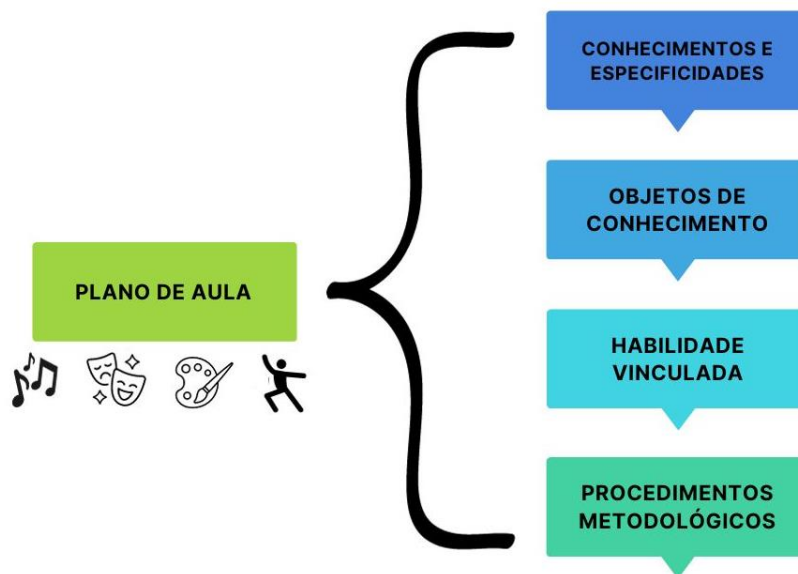 PLANO DE AULA
CONHECIMENTOS E
ESPECIFICIDADES
OBJETOS DE
CONHECIMENTO
HABILIDADE
VINCULADA
PROCEDIMENTOS
METODOLÓGICOS